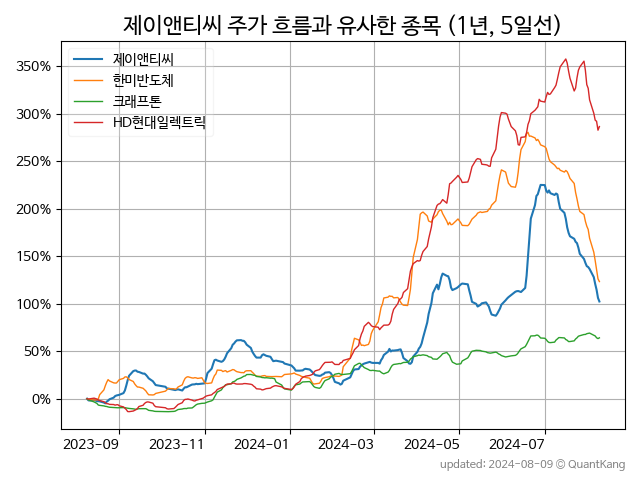 제이앤티씨 주가 흐름과 유사한 종목 (1년, 5일선)
제이앤티씨
한미반도체
크래프톤
HD현대일렉트릭
350%
300%
250%
200%
150%
100%
50%
0%
2023-09 2023-11 2024-01 2024-03 2024-05 2024-07
updated: 2024-08-09 © QuantKang